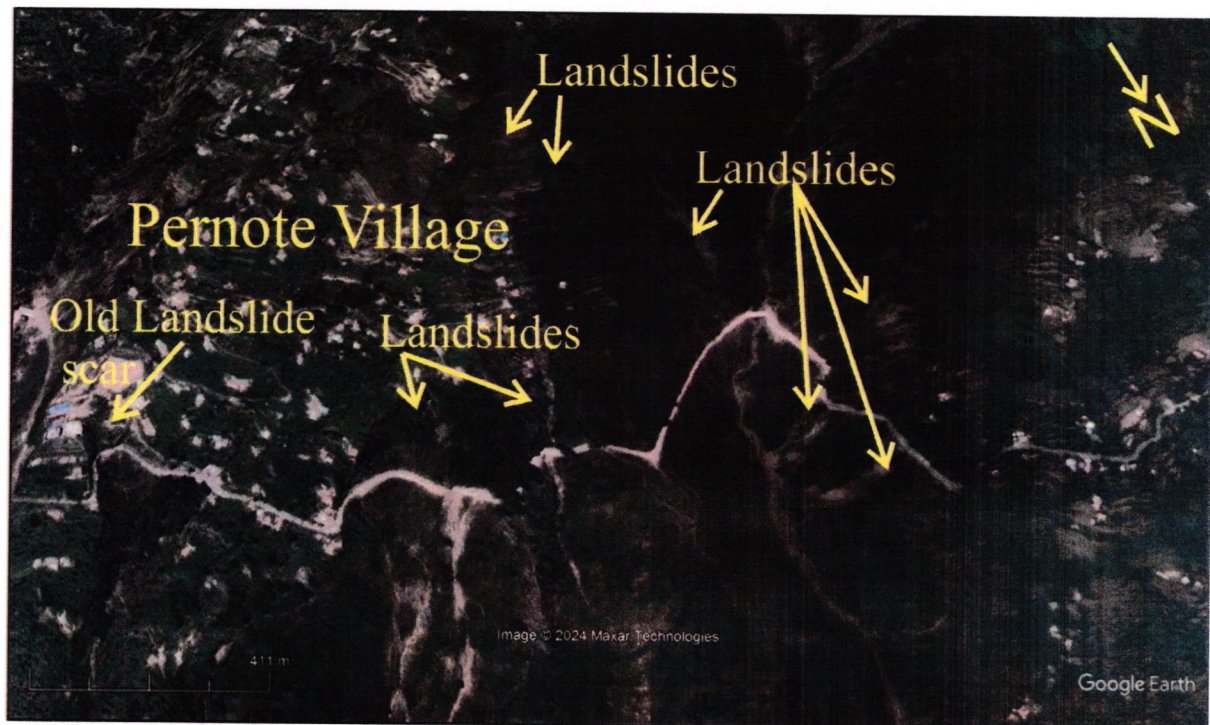 Landslides
N
Landslides
Pernote Village
Old Landslide
scar
Landslides
Image © 2024 Maxar Technologies
411 m
Google Earth